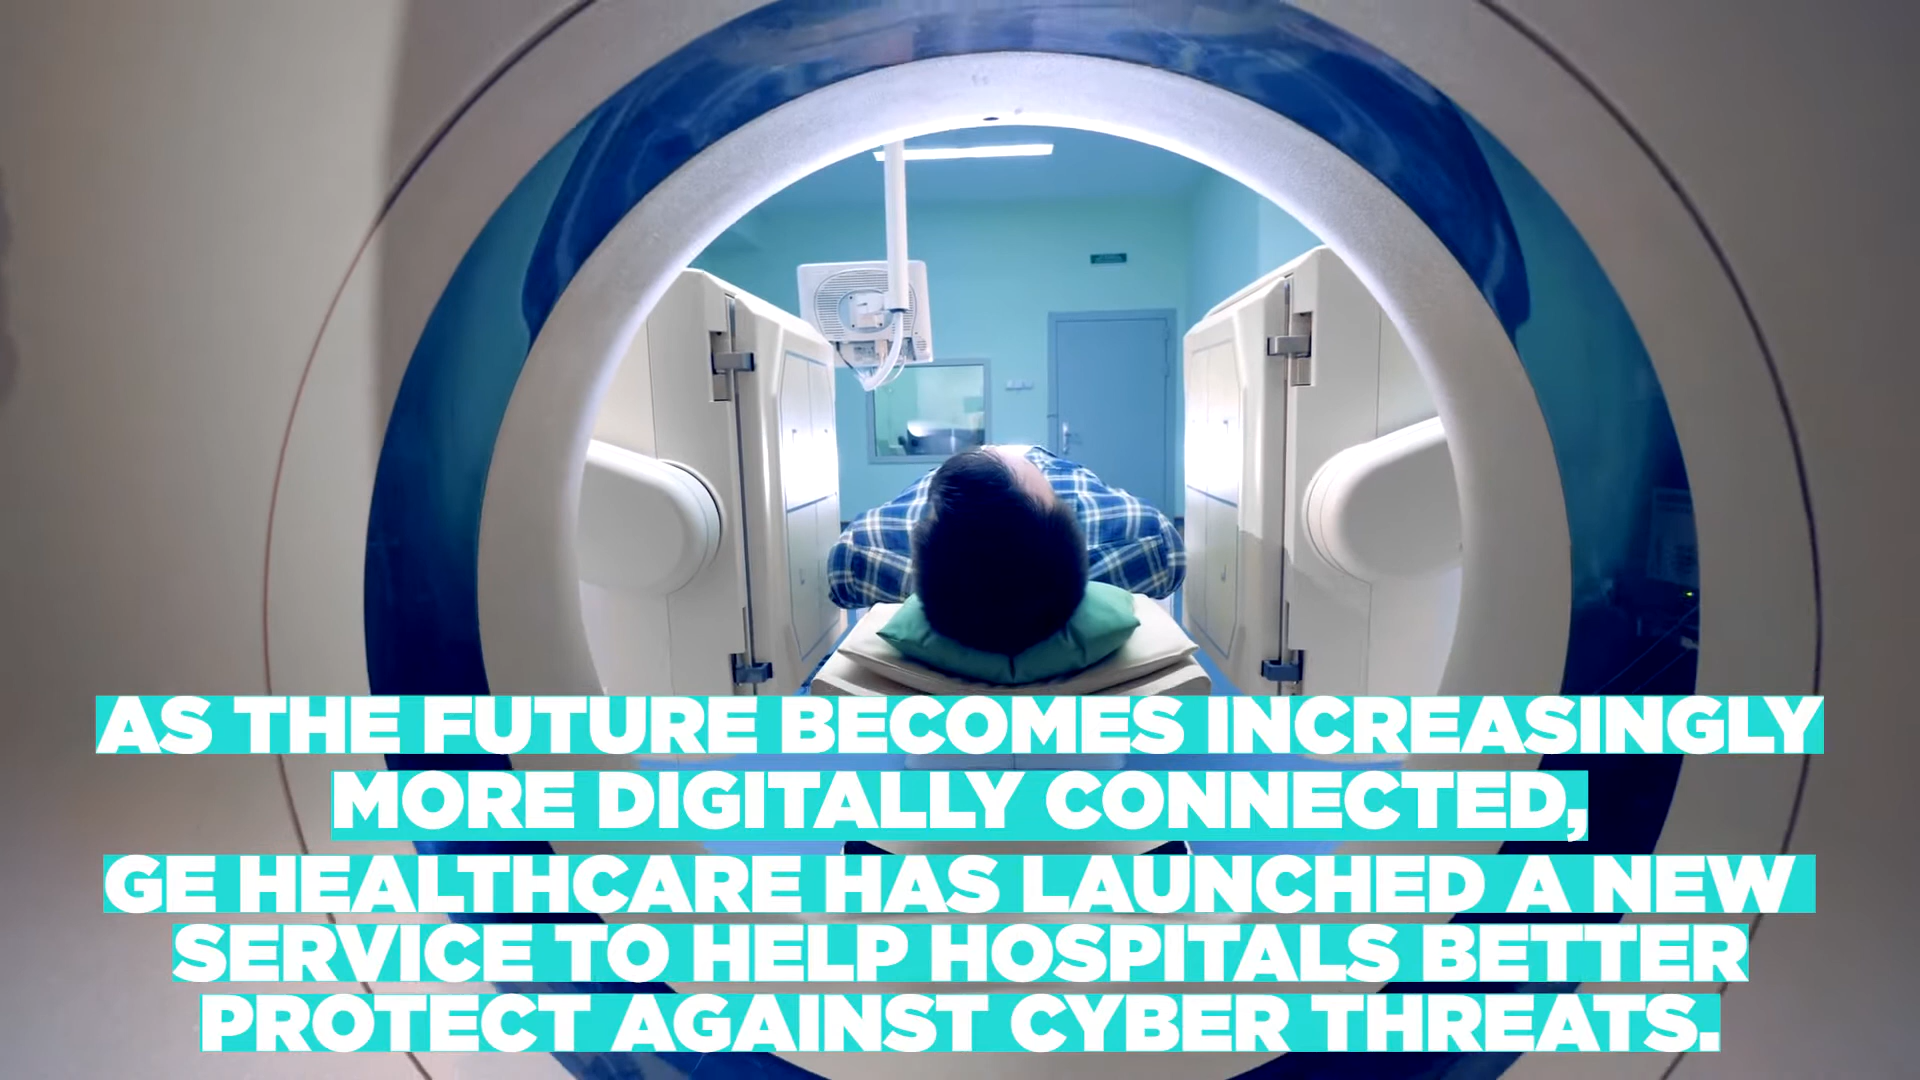 AS THE FUTURE BECOMES INCREASINGLY
MORE DIGITALLY CONNECTED,
GE HEALTHCARE HAS LAUNCHED A NEW
SERVICE TO HELP HOSPITALS BETTER
PROTECT AGAINST CYBER THREATS.